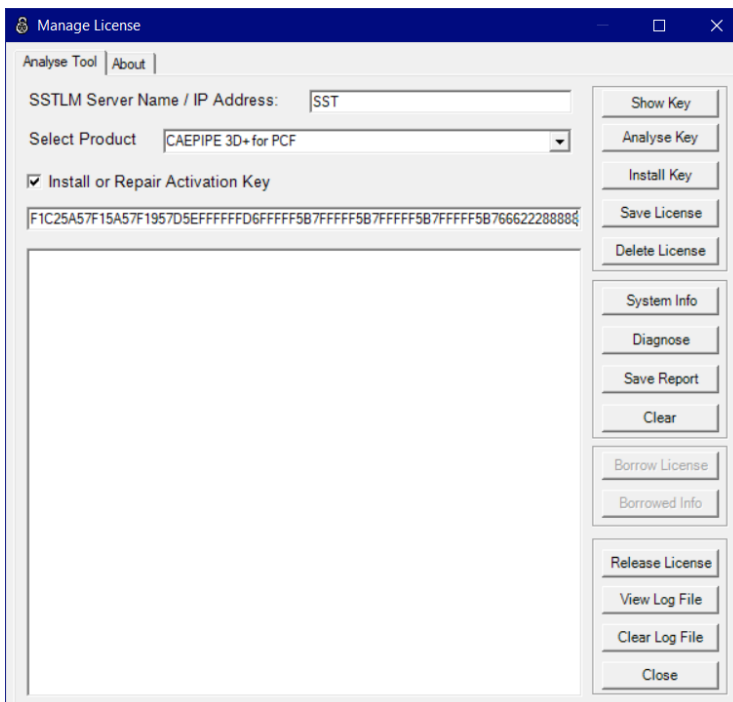 Manage License
Analyse Tool
About
SSTLM Server Name / IP Address:
SST
Select Product
CAEPIPE 3D+ for PCF
Install or Repair Activation Key
F1C25A57F15A57F1957D5EFFFFFFD6FFFFF5B7FFFFF5B7FFFFF5B7FFFFF5B766622288888
Show Key
Analyse Key
Install Key
Save License
Delete License
System Info
Diagnose
Save Report
Clear
Borrow License
Borrowed Info
Release License
View Log File
Clear Log File
Close